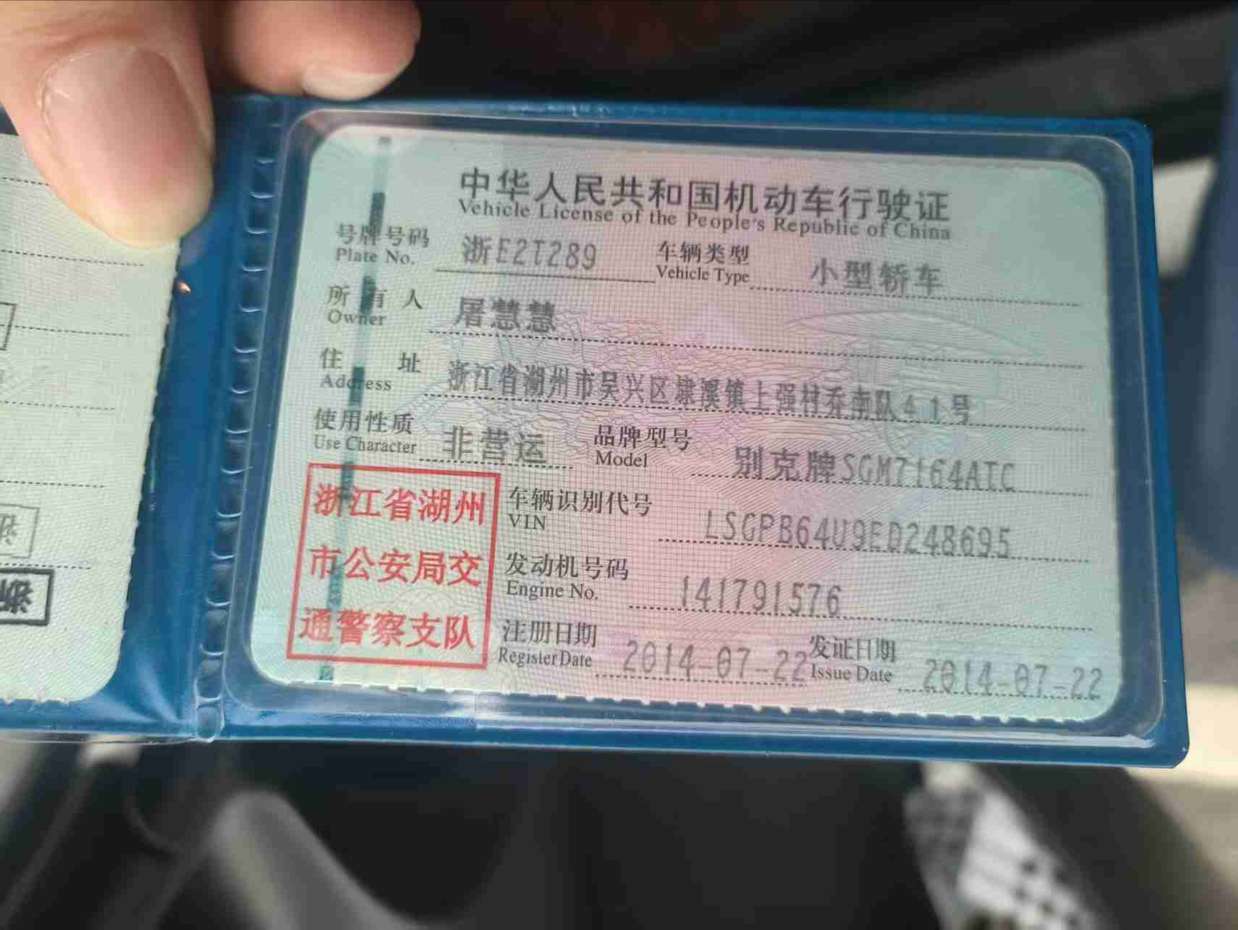 中华人民共和国机动车行驶证
Vehicle License of the People's Republic of China
号牌号码 浙E2T289 车辆类型 小型轿车
Plate No. Vehicle Type
所有人 屠慧慧
Owner
住址 浙江省湖州市吴兴区埭溪镇上强村乔南队41号
Address
使用性质 非营运 品牌型号 别克牌SGM7164ATC
Use Character Model
浙江省湖州
市公安局交
通警察支队
车辆识别代号 LSGPB64U9ED248695
VIN
发动机号码 141791576
Engine No.
注册日期 2014-07-22 发证日期 2014-07-22
Register Date Issue Date